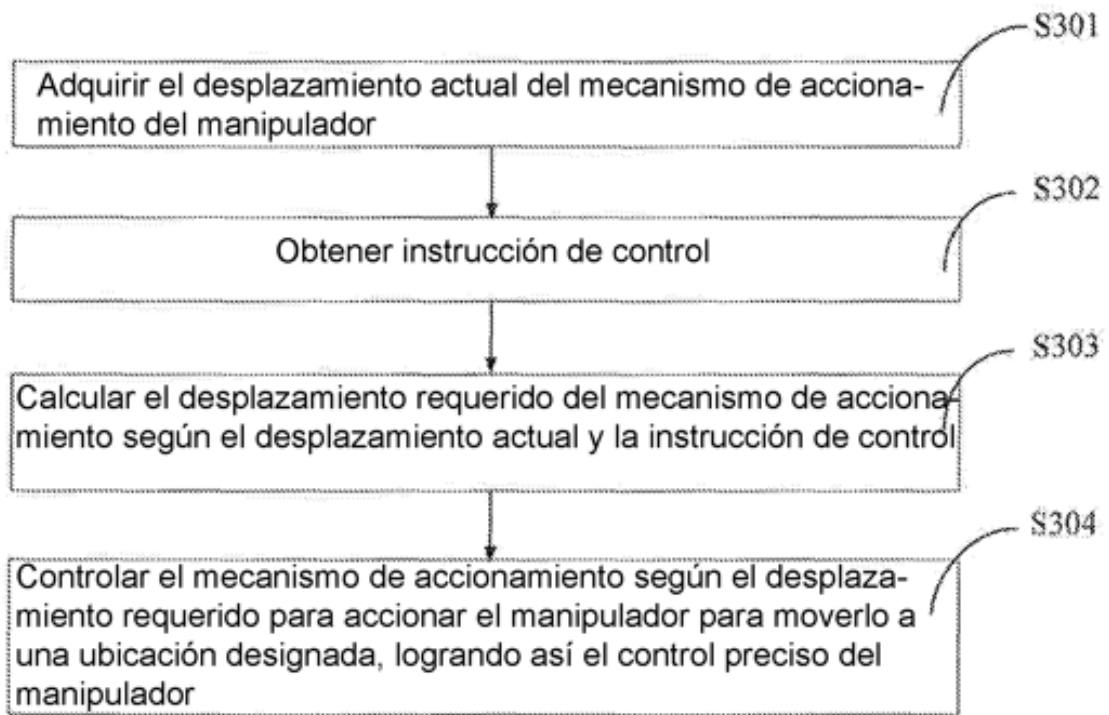 S301
Adquirir el desplazamiento actual del mecanismo de acciona-
miento del manipulador
S302
Obtener instrucción de control
S303
Calcular el desplazamiento requerido del mecanismo de acciona-
miento según el desplazamiento actual y la instrucción de control
S304
Controlar el mecanismo de accionamiento según el desplaza-
miento requerido para accionar el manipulador para moverlo a
una ubicación designada, logrando así el control preciso del
manipulador